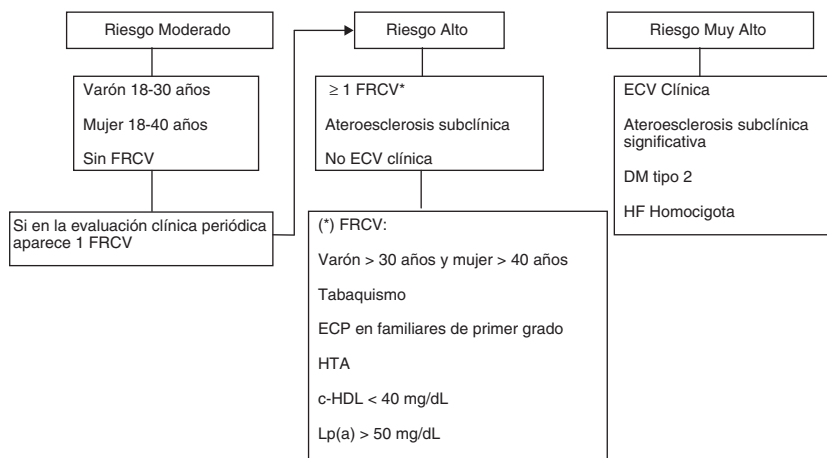 Riesgo Moderado
Varón 18-30 años
Mujer 18-40 años
Sin FRCV
Si en la evaluación clínica periódica
aparece 1 FRCV
Riesgo Alto
≥ 1 FRCV*
Ateroesclerosis subclínica
No ECV clínica
(*) FRCV:
Varón > 30 años y mujer > 40 años
Tabaquismo
ECP en familiares de primer grado
HTA
c-HDL < 40 mg/dL
Lp(a) > 50 mg/dL
Riesgo Muy Alto
ECV Clínica
Ateroesclerosis subclínica
significativa
DM tipo 2
HF Homocigota